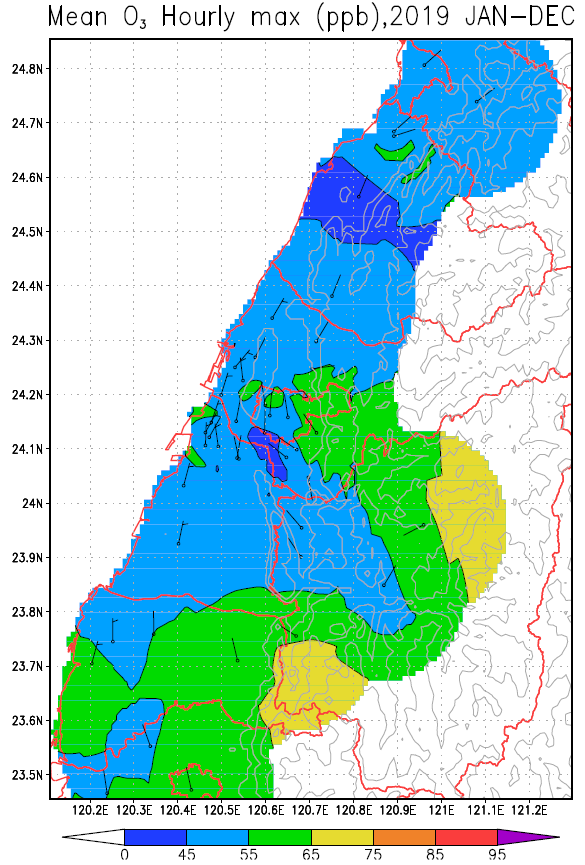 Mean O₃ Hourly max (ppb),2019 JAN–DEC
24.8N
24.7N
24.6N
24.5N
24.4N
24.3N
24.2N
24.1N
24N
23.9N
23.8N
23.7N
23.6N
23.5N
120.2E 120.3E 120.4E 120.5E 120.6E 120.7E 120.8E 120.9E 121E 121.1E 121.2E
0 45 55 65 75 85 95